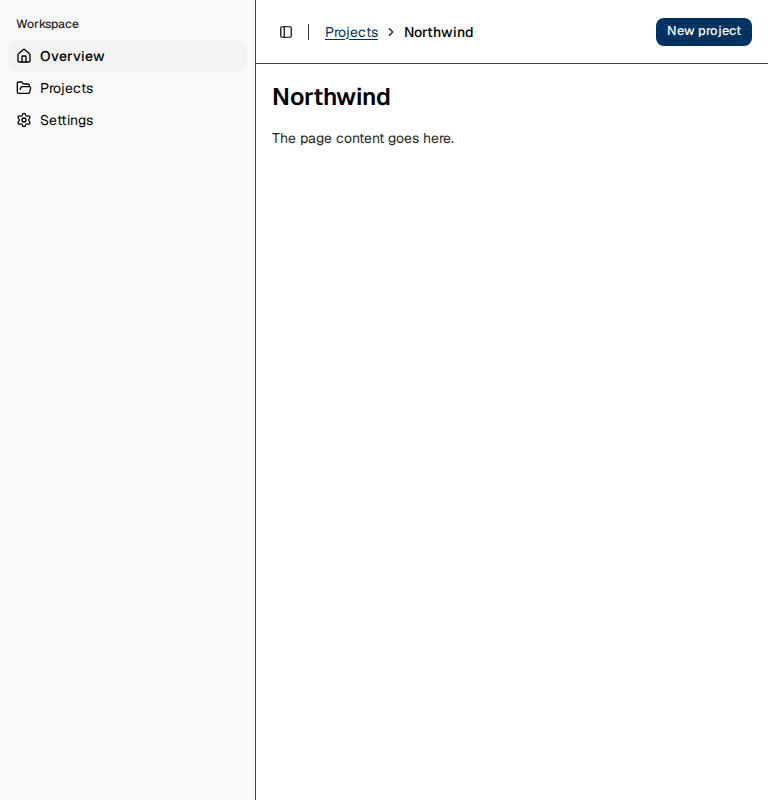 Workspace
Overview
Projects
Settings
Projects > Northwind
New project
Northwind
The page content goes here.